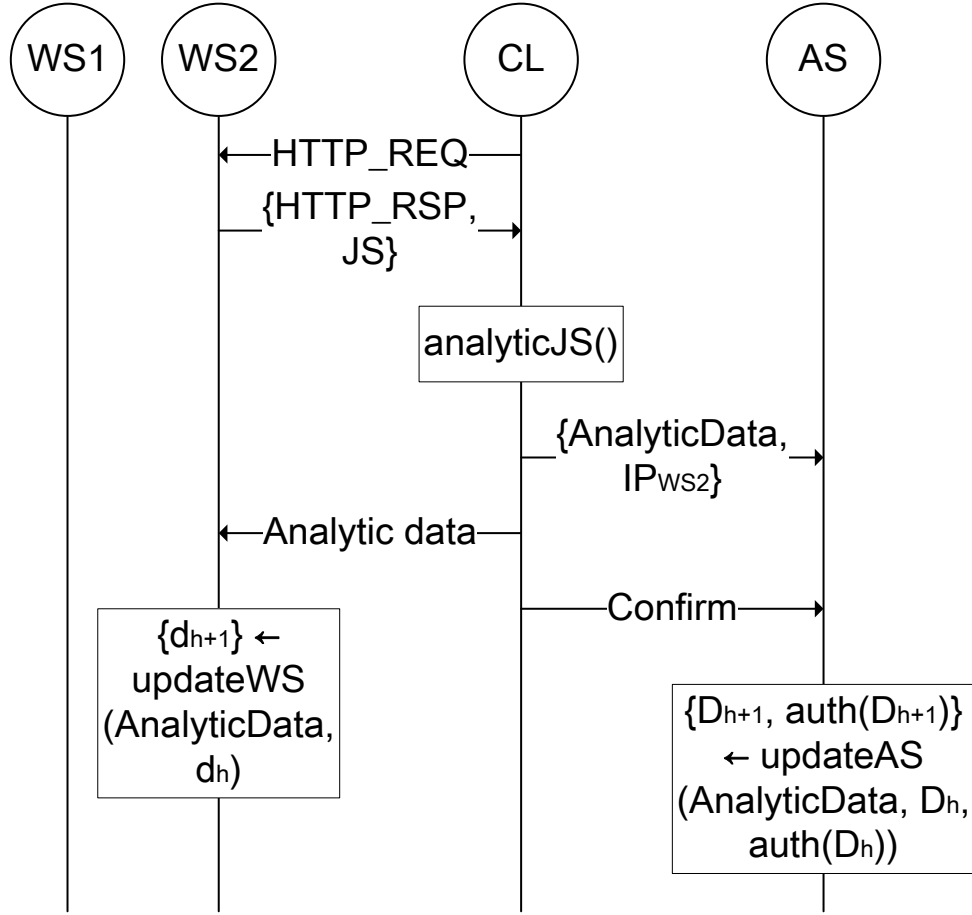 WS1 WS2 CL AS
HTTP_REQ
{HTTP_RSP,
JS}
analyticJS()
{AnalyticData,
IPWS2}
Analytic data
Confirm
{dh+1} ←
updateWS
(AnalyticData,
dh)
{Dh+1, auth(Dh+1)}
← updateAS
(AnalyticData, Dh,
auth(Dh))